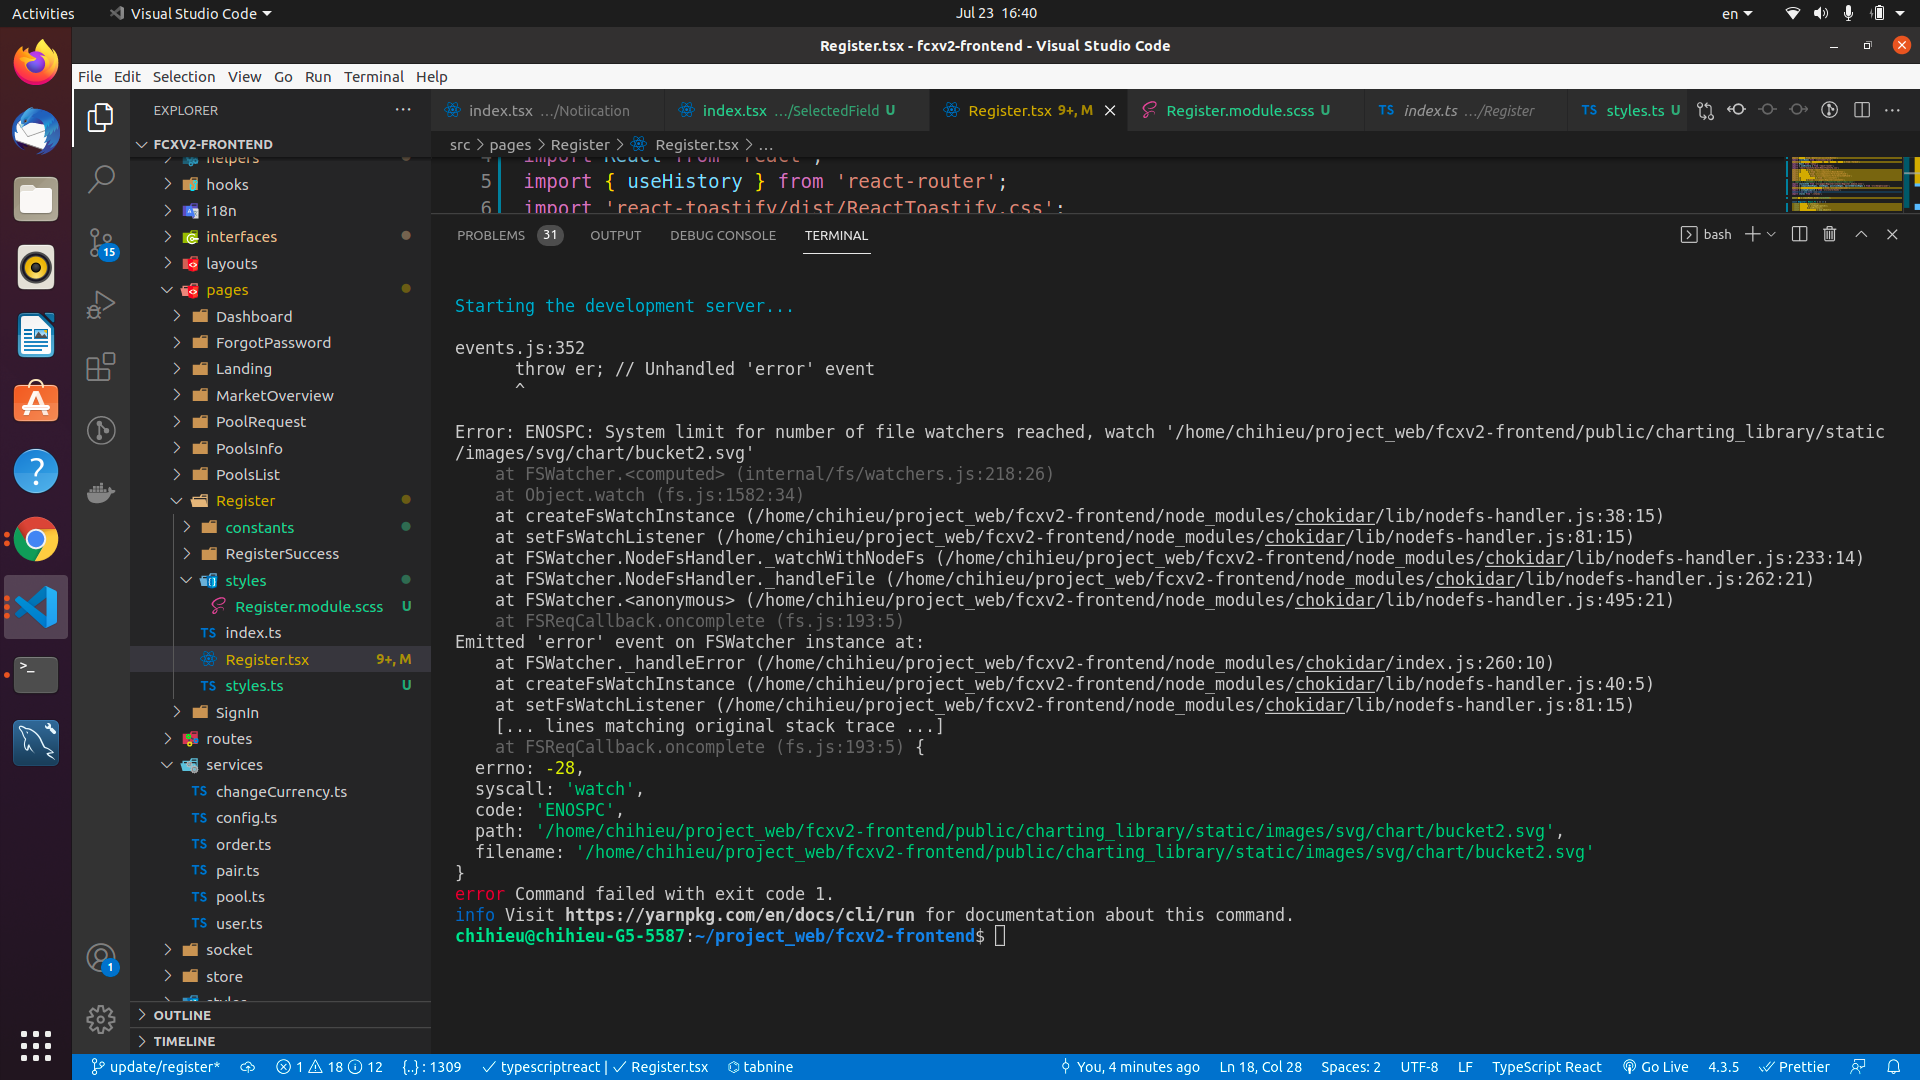 Activities
Visual Studio Code
Jul 23 16:40
en
Register.tsx - fcxv2-frontend - Visual Studio Code
File Edit Selection View Go Run Terminal Help
EXPLORER
index.tsx .../Notiication
index.tsx .../SelectedField U
Register.tsx 9+, M
Register.module.scss U
index.ts .../Register
styles.ts U
FCXV2-FRONTEND
helpers
hooks
i18n
interfaces
layouts
pages
Dashboard
ForgotPassword
Landing
MarketOverview
PoolRequest
PoolsInfo
PoolsList
Register
constants
RegisterSuccess
styles
Register.module.scss U
index.ts
Register.tsx 9+, M
styles.ts U
SignIn
routes
services
changeCurrency.ts
config.ts
order.ts
pair.ts
pool.ts
user.ts
socket
store
styles
OUTLINE
TIMELINE
15
1
src > pages > Register > Register.tsx > ...
4 import React from 'react';
5 import { useHistory } from 'react-router';
6 import 'react-toastify/dist/ReactToastify.css';
PROBLEMS 31 OUTPUT DEBUG CONSOLE TERMINAL
bash
Starting the development server...
events.js:352
throw er; // Unhandled 'error' event
^
Error: ENOSPC: System limit for number of file watchers reached, watch '/home/chihieu/project_web/fcxv2-frontend/public/charting_library/static
/images/svg/chart/bucket2.svg'
at FSWatcher.<computed> (internal/fs/watchers.js:218:26)
at Object.watch (fs.js:1582:34)
at createFsWatchInstance (/home/chihieu/project_web/fcxv2-frontend/node_modules/chokidar/lib/nodefs-handler.js:38:15)
at setFsWatchListener (/home/chihieu/project_web/fcxv2-frontend/node_modules/chokidar/lib/nodefs-handler.js:81:15)
at FSWatcher.NodeFsHandler._watchWithNodeFs (/home/chihieu/project_web/fcxv2-frontend/node_modules/chokidar/lib/nodefs-handler.js:233:14)
at FSWatcher.NodeFsHandler._handleFile (/home/chihieu/project_web/fcxv2-frontend/node_modules/chokidar/lib/nodefs-handler.js:262:21)
at FSWatcher.<anonymous> (/home/chihieu/project_web/fcxv2-frontend/node_modules/chokidar/lib/nodefs-handler.js:495:21)
at FSReqCallback.oncomplete (fs.js:193:5)
Emitted 'error' event on FSWatcher instance at:
at FSWatcher._handleError (/home/chihieu/project_web/fcxv2-frontend/node_modules/chokidar/index.js:260:10)
at createFsWatchInstance (/home/chihieu/project_web/fcxv2-frontend/node_modules/chokidar/lib/nodefs-handler.js:40:5)
at setFsWatchListener (/home/chihieu/project_web/fcxv2-frontend/node_modules/chokidar/lib/nodefs-handler.js:81:15)
[... lines matching original stack trace ...]
at FSReqCallback.oncomplete (fs.js:193:5) {
errno: -28,
syscall: 'watch',
code: 'ENOSPC',
path: '/home/chihieu/project_web/fcxv2-frontend/public/charting_library/static/images/svg/chart/bucket2.svg',
filename: '/home/chihieu/project_web/fcxv2-frontend/public/charting_library/static/images/svg/chart/bucket2.svg'
}
error Command failed with exit code 1.
info Visit https://yarnpkg.com/en/docs/cli/run for documentation about this command.
chihieu@chihieu-G5-5587:~/project_web/fcxv2-frontend$
update/register* 1 18 12 {..} : 1309 typescriptreact | Register.tsx tabnine
You, 4 minutes ago Ln 18, Col 28 Spaces: 2 UTF-8 LF TypeScript React Go Live 4.3.5 Prettier